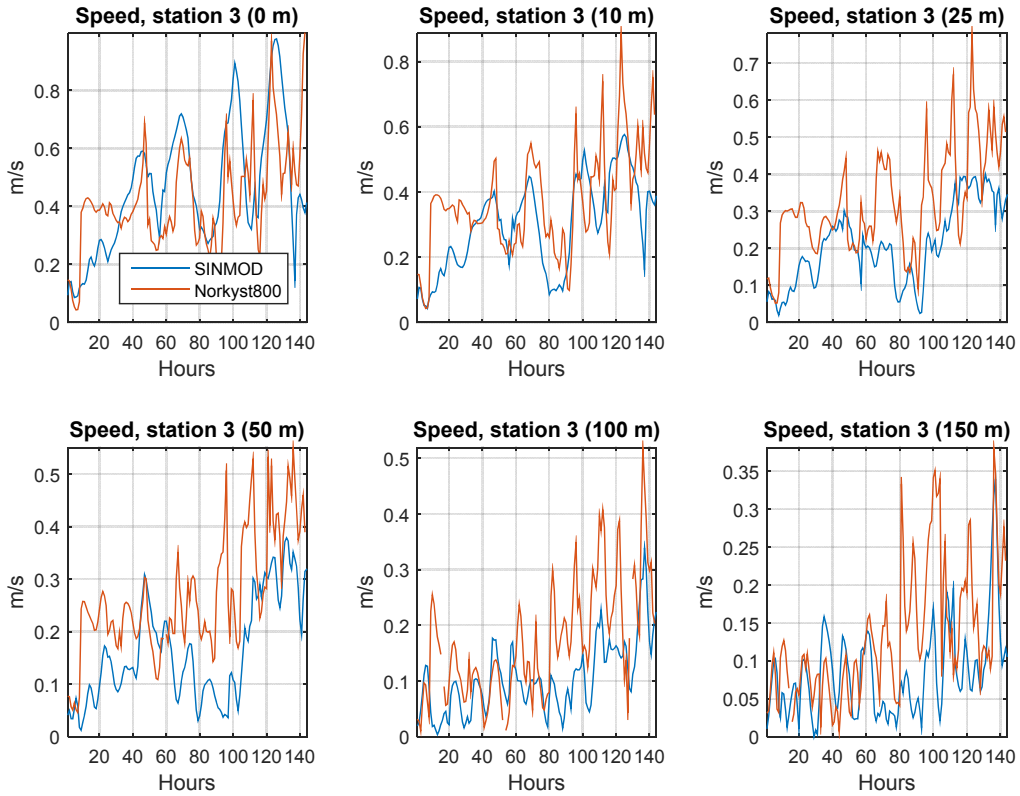 Speed, station 3 (0 m)
m/s
0.8
0.6
0.4
0.2
0
20 40 60 80 100 120 140
Hours
SINMOD
Norkyst800
Speed, station 3 (10 m)
m/s
0.8
0.6
0.4
0.2
0
20 40 60 80 100 120 140
Hours
Speed, station 3 (25 m)
m/s
0.7
0.6
0.5
0.4
0.3
0.2
0.1
0
20 40 60 80 100 120 140
Hours
Speed, station 3 (50 m)
m/s
0.5
0.4
0.3
0.2
0.1
0
20 40 60 80 100 120 140
Hours
Speed, station 3 (100 m)
m/s
0.5
0.4
0.3
0.2
0.1
0
20 40 60 80 100 120 140
Hours
Speed, station 3 (150 m)
m/s
0.35
0.3
0.25
0.2
0.15
0.1
0.05
0
20 40 60 80 100 120 140
Hours